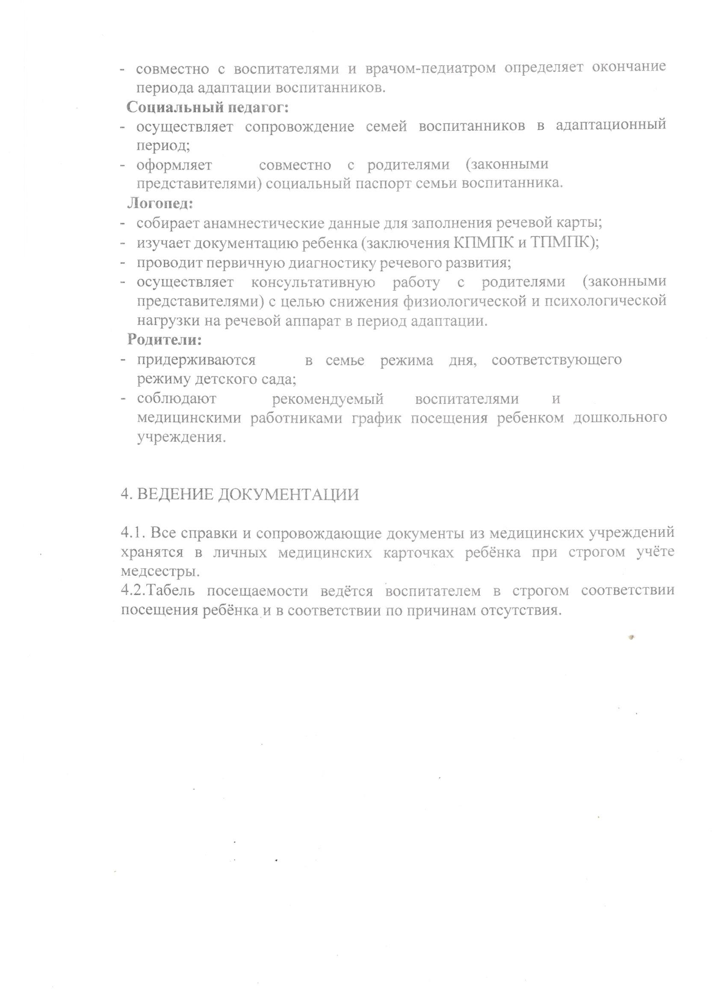 - совместно с воспитателями и врачом-педиатром определяет окончание
периода адаптации воспитанников.
Социальный педагог:
- осуществляет сопровождение семей воспитанников в адаптационный
период;
- оформляет совместно с родителями (законными
представителями) социальный паспорт семьи воспитанника.
Логопед:
- собирает анамнестические данные для заполнения речевой карты;
- изучает документацию ребенка (заключения КПМПК и ТПМПК);
- проводит первичную диагностику речевого развития;
- осуществляет консультативную работу с родителями (законными
представителями) с целью снижения физиологической и психологической
нагрузки на речевой аппарат в период адаптации.
Родители:
- придерживаются в семье режима дня, соответствующего
режиму детского сада;
- соблюдают рекомендуемый воспитателями и
медицинскими работниками график посещения ребенком дошкольного
учреждения.
4. ВЕДЕНИЕ ДОКУМЕНТАЦИИ
4.1. Все справки и сопровождающие документы из медицинских учреждений
хранятся в личных медицинских карточках ребёнка при строгом учёте
медсестры.
4.2.Табель посещаемости ведётся воспитателем в строгом соответствии
посещения ребёнка и в соответствии по причинам отсутствия.